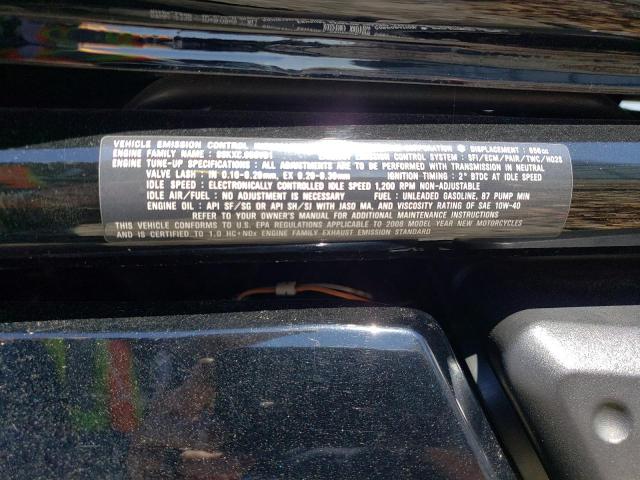 VEHICLE EMISSION CONTROL CORPORATION DISPLACEMENT : 656cc
ENGINE FAMILY NAME : CONTROL SYSTEM : SFI/ECM/PAIR/TWC/HO2S
ENGINE TUNE-UP SPECIFICATIONS : ALL ADJUSTMENTS ARE TO BE PERFORMED WITH TRANSMISSION IN NEUTRAL
VALVE LASH : IN 0.10-0.20mm, EX 0.20-0.30mm IGNITION TIMING : 2° BTDC AT IDLE SPEED
IDLE SPEED : ELECTRONICALLY CONTROLLED IDLE SPEED 1,200 RPM NON-ADJUSTABLE
IDLE AIR/FUEL : NO ADJUSTMENT IS NECESSARY FUEL : UNLEADED GASOLINE, 87 PUMP MIN
ENGINE OIL : API SF/SG OR API SH/SJ WITH JASO MA, AND VISCOSITY RATING OF SAE 10W-40
REFER TO YOUR OWNER'S MANUAL FOR ADDITIONAL MAINTENANCE INSTRUCTIONS
THIS VEHICLE CONFORMS TO U.S. EPA REGULATIONS APPLICABLE TO 2008 MODEL YEAR NEW MOTORCYCLES
AND IS CERTIFIED TO 1.0 HC+NOx ENGINE FAMILY EXHAUST EMISSION STANDARD